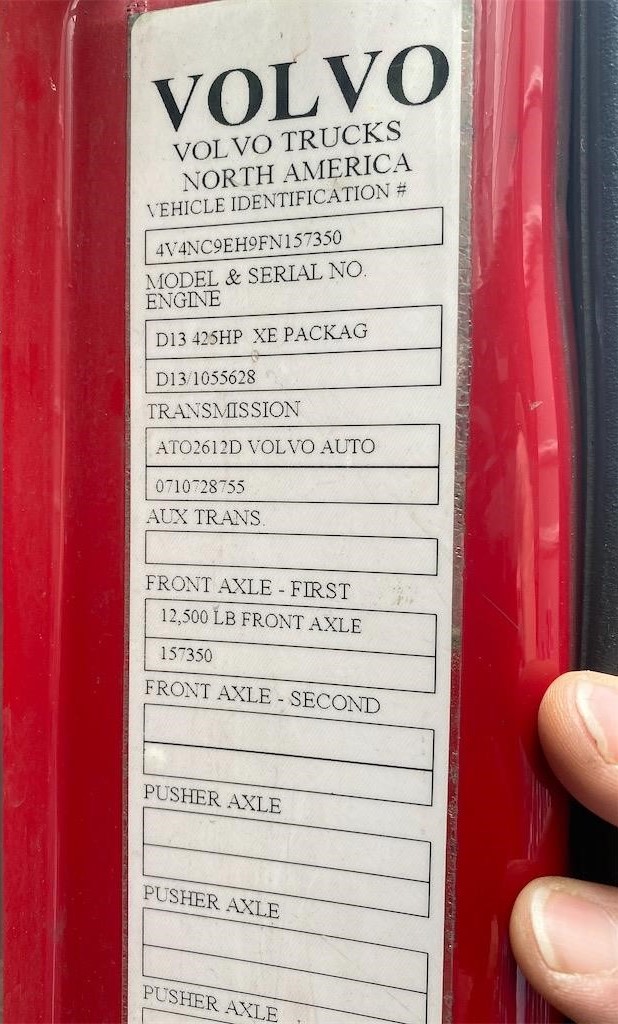 VOLVO
VOLVO TRUCKS
NORTH AMERICA
VEHICLE IDENTIFICATION #
4V4NC9EH9FN157350
MODEL & SERIAL NO.
ENGINE
D13 425HP XE PACKAG
D13/1055628
TRANSMISSION
ATO2612D VOLVO AUTO
0710728755
AUX TRANS.
FRONT AXLE - FIRST
12,500 LB FRONT AXLE
157350
FRONT AXLE - SECOND
PUSHER AXLE
PUSHER AXLE
PUSHER AXLE